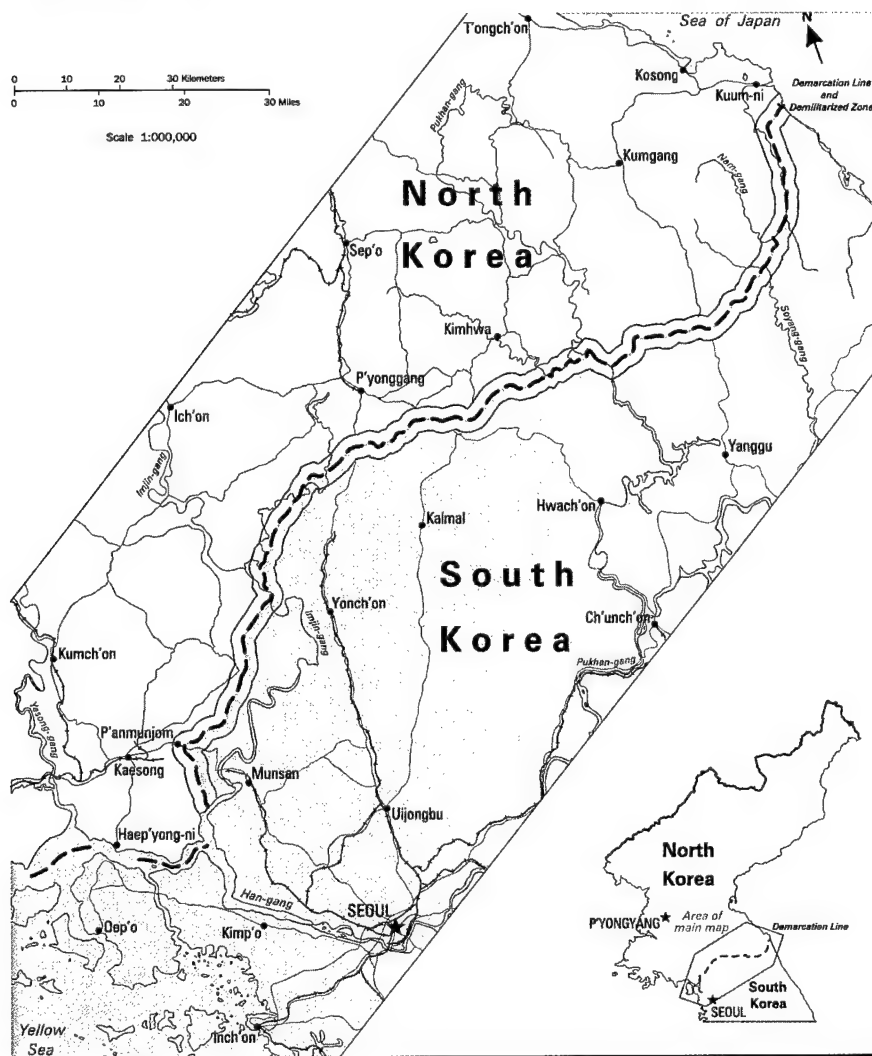 Sea of Japan
N
T'ongch'on
Kosong
Kuum-ni
Demarcation Line
and
Demilitarized Zone
0 30 Kilometers
0 10 20 30 Miles
10 20
Scale 1:000,000
Pukhan-gang
Kumgang
Nam-gang
North
Korea
Sep'o
Kimhwa
Soyang-gang
P'yonggang
Ich'on
Imjin-gang
Yanggu
Hwach'on
Kalmal
South
Korea
Yonch'on
Imjin-gang
Ch'unch'on
Pukhan-gang
Kumch'on
Yesong-gang
P'anmunjom
Kaesong
Munsan
Uijongbu
Haep'yong-ni
Han-gang
SEOUL
Kimp'o
Oep'o
Inch'on
Yellow
Sea
North
Korea
P'YONGYANG
Area of
main map
Demarcation Line
South
Korea
SEOUL